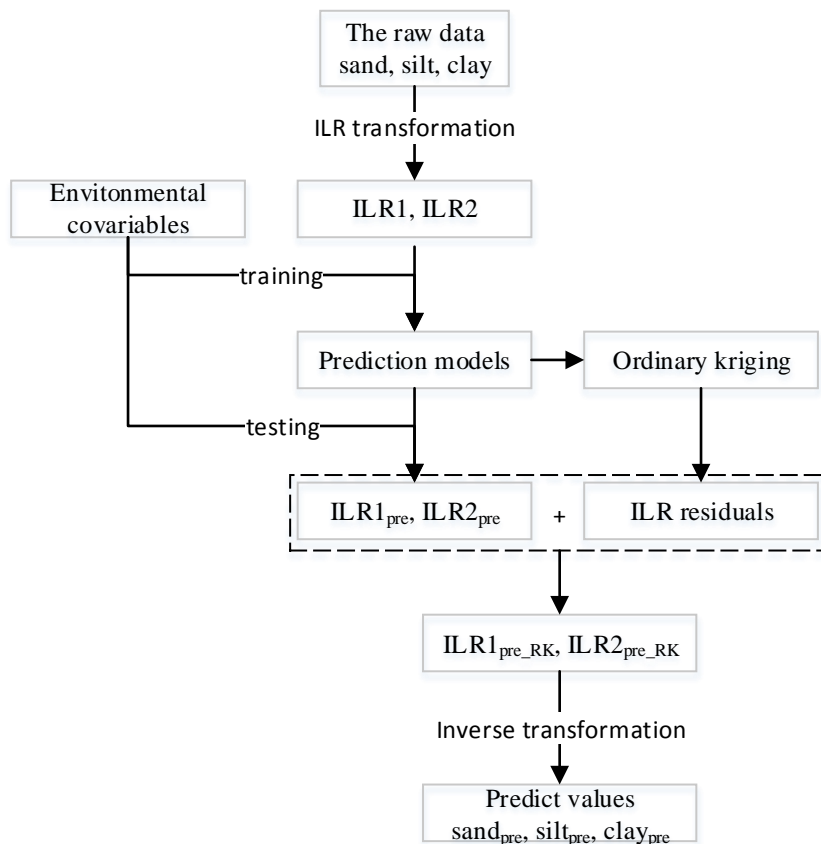 The raw data
sand, silt, clay
ILR transformation
Envitonmental
covariables
ILR1, ILR2
training
Prediction models
Ordinary kriging
testing
ILR1pre, ILR2pre
+
ILR residuals
ILR1pre_RK, ILR2pre_RK
Inverse transformation
Predict values
sandpre, siltpre, claypre